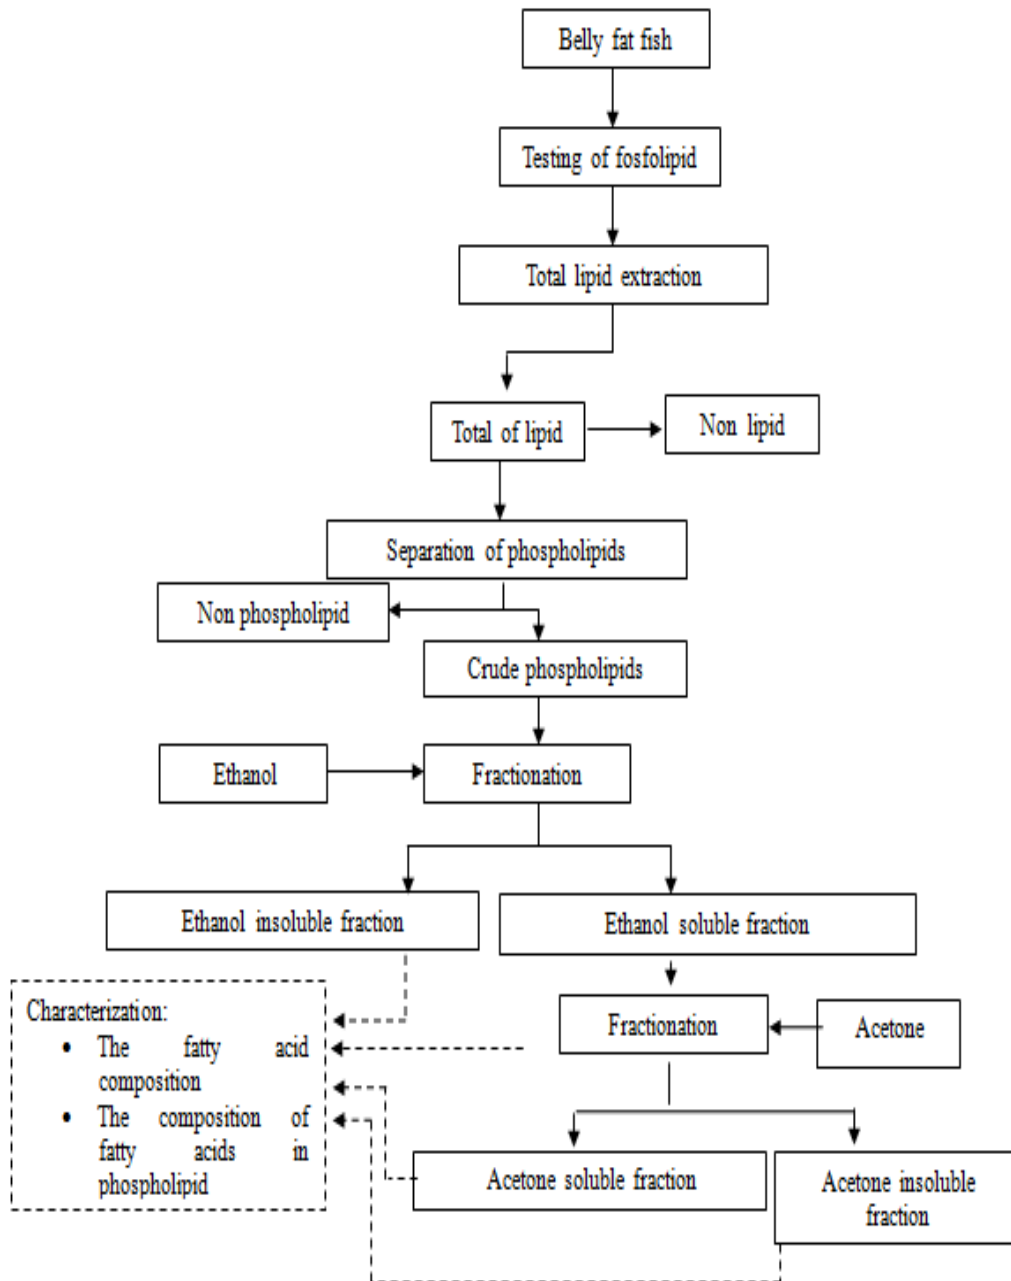 Belly fat fish
Testing of fosfolipid
Total lipid extraction
Total of lipid
Non lipid
Separation of phospholipids
Non phospholipid
Crude phospholipids
Ethanol
Fractionation
Ethanol insoluble fraction
Ethanol soluble fraction
Characterization:
• The fatty acid
composition
• The composition of
fatty acids in
phospholipid
Fractionation
Acetone
Acetone soluble fraction
Acetone insoluble
fraction